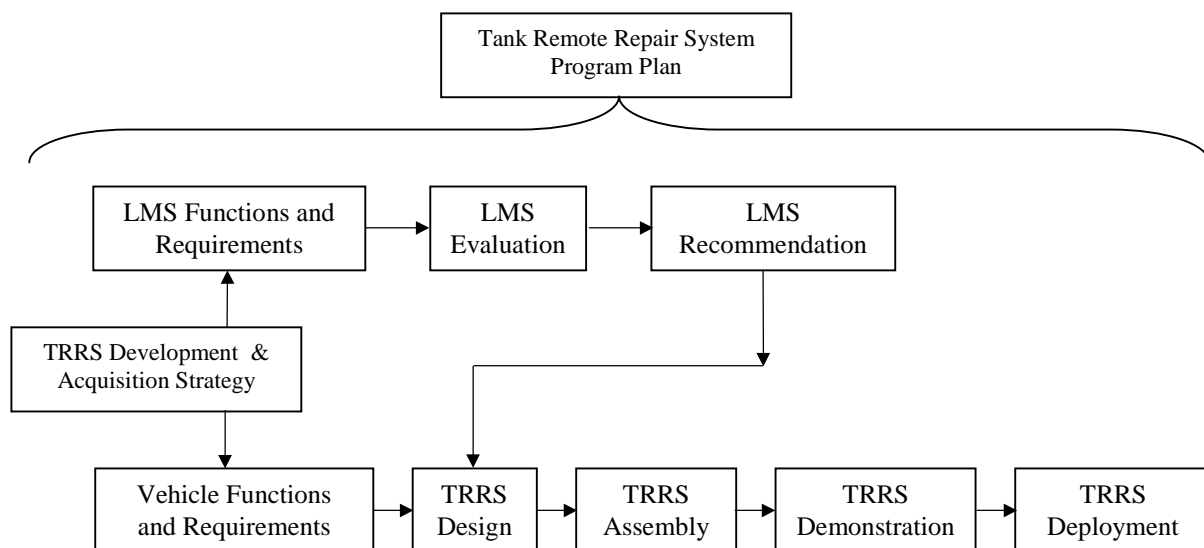 Tank Remote Repair System
Program Plan
LMS Functions and
Requirements
LMS
Evaluation
LMS
Recommendation
TRRS Development &
Acquisition Strategy
Vehicle Functions
and Requirements
TRRS
Design
TRRS
Assembly
TRRS
Demonstration
TRRS
Deployment